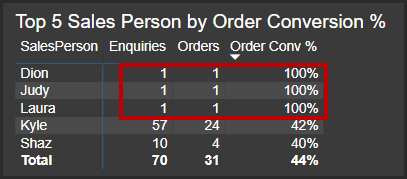 Top 5 Sales Person by Order Conversion %
SalesPerson Enquiries Orders Order Conv %
Dion 1 1 100%
Judy 1 1 100%
Laura 1 1 100%
Kyle 57 24 42%
Shaz 10 4 40%
Total 70 31 44%